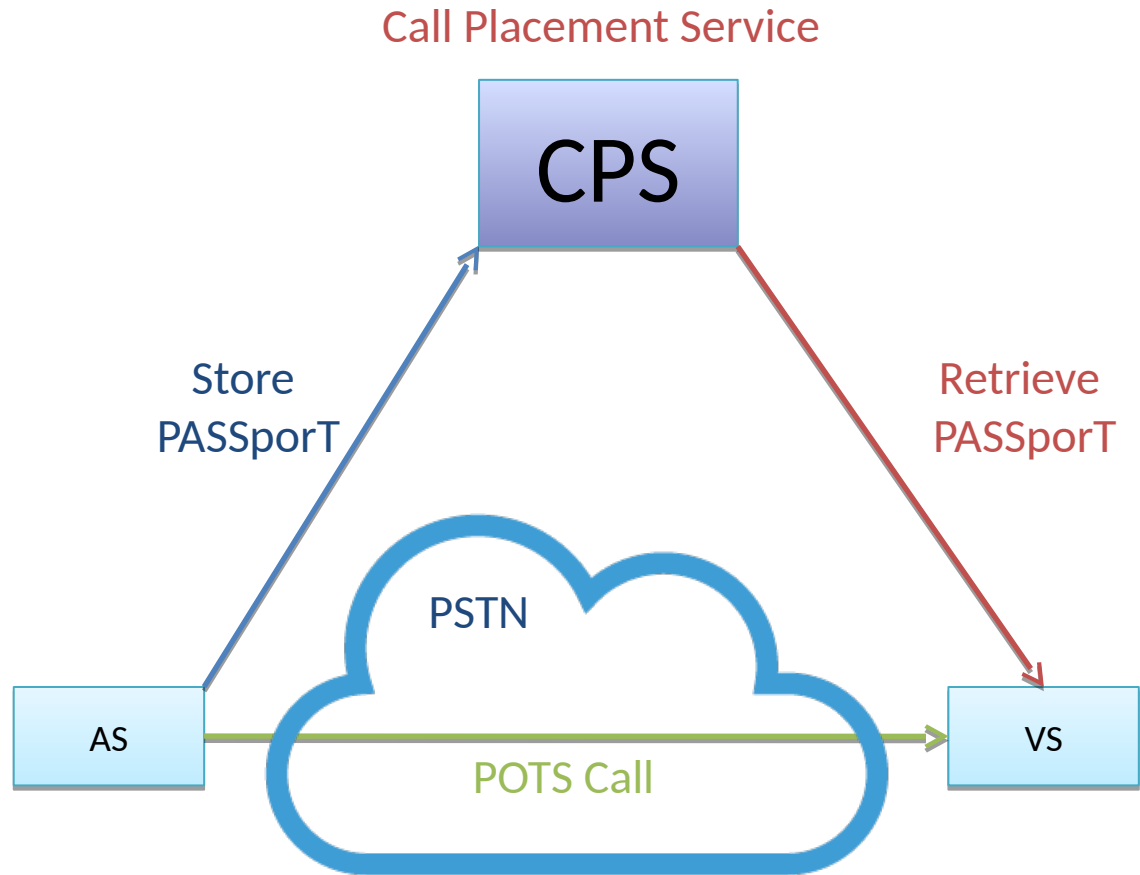 Call Placement Service
CPS
Store
PASSporT
Retrieve
PASSporT
PSTN
AS
VS
POTS Call